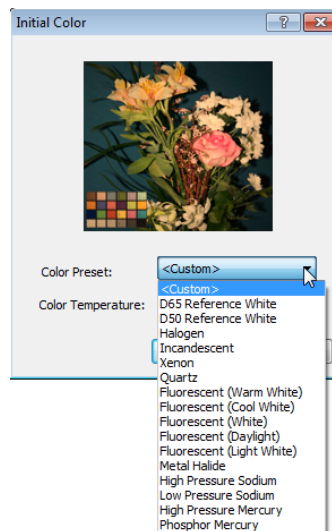 Initial Color
Color Preset:
<Custom>
Color Temperature:
<Custom>
D65 Reference White
D50 Reference White
Halogen
Incandescent
Xenon
Quartz
Fluorescent (Warm White)
Fluorescent (Cool White)
Fluorescent (White)
Fluorescent (Daylight)
Fluorescent (Light White)
Metal Halide
High Pressure Sodium
Low Pressure Sodium
High Pressure Mercury
Phosphor Mercury